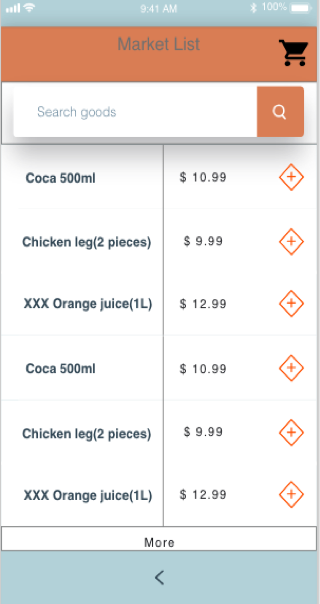 9:41 AM 100%
Market List
Search goods
Coca 500ml $ 10.99
Chicken leg(2 pieces) $ 9.99
XXX Orange juice(1L) $ 12.99
Coca 500ml $ 10.99
Chicken leg(2 pieces) $ 9.99
XXX Orange juice(1L) $ 12.99
More